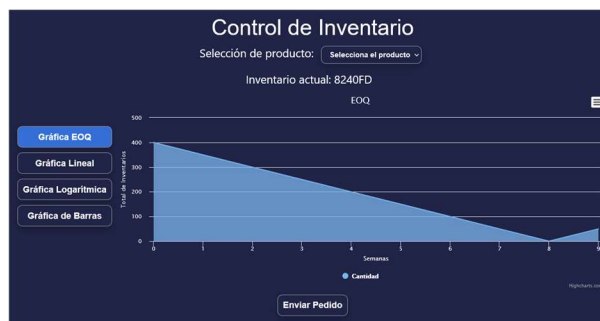 Control de Inventario
Selección de producto: Selecciona el producto
Inventario actual: 8240FD
EOQ
Gráfica EOQ
Gráfica Lineal
Gráfica Logarítmica
Gráfica de Barras
Total de Inventarios
500
400
300
200
100
0
0 1 2 3 4 5 6 7 8 9
Semanas
Cantidad
Highcharts.com
Enviar Pedido